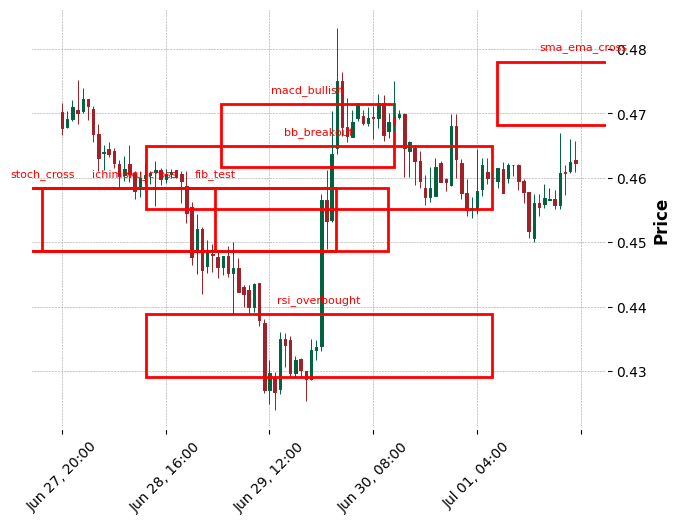 sma_ema_cross
0.48
macd_bullish
0.47
bb_breakout
stoch_cross
fib_test
0.46
0.45
rsi_overbought
0.44
0.43
Price
Jun 27, 20:00
Jun 28, 16:00
Jun 29, 12:00
Jun 30, 08:00
Jul 01, 04:00